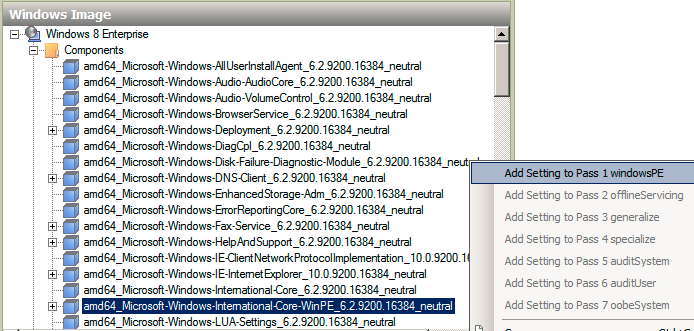 Windows Image
Windows 8 Enterprise
Components
amd64_Microsoft-Windows-AllUserInstallAgent_6.2.9200.16384_neutral
amd64_Microsoft-Windows-Audio-AudioCore_6.2.9200.16384_neutral
amd64_Microsoft-Windows-Audio-VolumeControl_6.2.9200.16384_neutral
amd64_Microsoft-Windows-BrowserService_6.2.9200.16384_neutral
amd64_Microsoft-Windows-Deployment_6.2.9200.16384_neutral
amd64_Microsoft-Windows-DiagCpl_6.2.9200.16384_neutral
amd64_Microsoft-Windows-Disk-Failure-Diagnostic-Module_6.2.9200.16384_neutral
amd64_Microsoft-Windows-DNS-Client_6.2.9200.16384_neutral
amd64_Microsoft-Windows-EnhancedStorage-Adm_6.2.9200.16384_neutral
amd64_Microsoft-Windows-ErrorReportingCore_6.2.9200.16384_neutral
amd64_Microsoft-Windows-Fax-Service_6.2.9200.16384_neutral
amd64_Microsoft-Windows-HelpAndSupport_6.2.9200.16384_neutral
amd64_Microsoft-Windows-IE-ClientNetworkProtocolImplementation_10.0.9200.16
amd64_Microsoft-Windows-IE-InternetExplorer_10.0.9200.16384_neutral
amd64_Microsoft-Windows-International-Core_6.2.9200.16384_neutral
amd64_Microsoft-Windows-International-Core-WinPE_6.2.9200.16384_neutral
amd64_Microsoft-Windows-LUA-Settings_6.2.9200.16384_neutral
Add Setting to Pass 1 windowsPE
Add Setting to Pass 2 offlineServicing
Add Setting to Pass 3 generalize
Add Setting to Pass 4 specialize
Add Setting to Pass 5 auditSystem
Add Setting to Pass 6 auditUser
Add Setting to Pass 7 oobeSystem